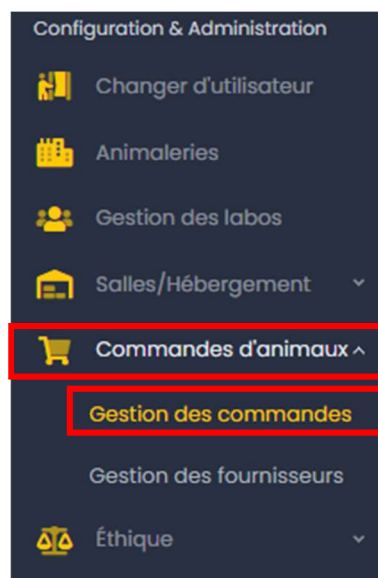 Configuration & Administration
Changer d'utilisateur
Animaleries
Gestion des labos
Salles/Hébergement
Commandes d'animaux
Gestion des commandes
Gestion des fournisseurs
Éthique